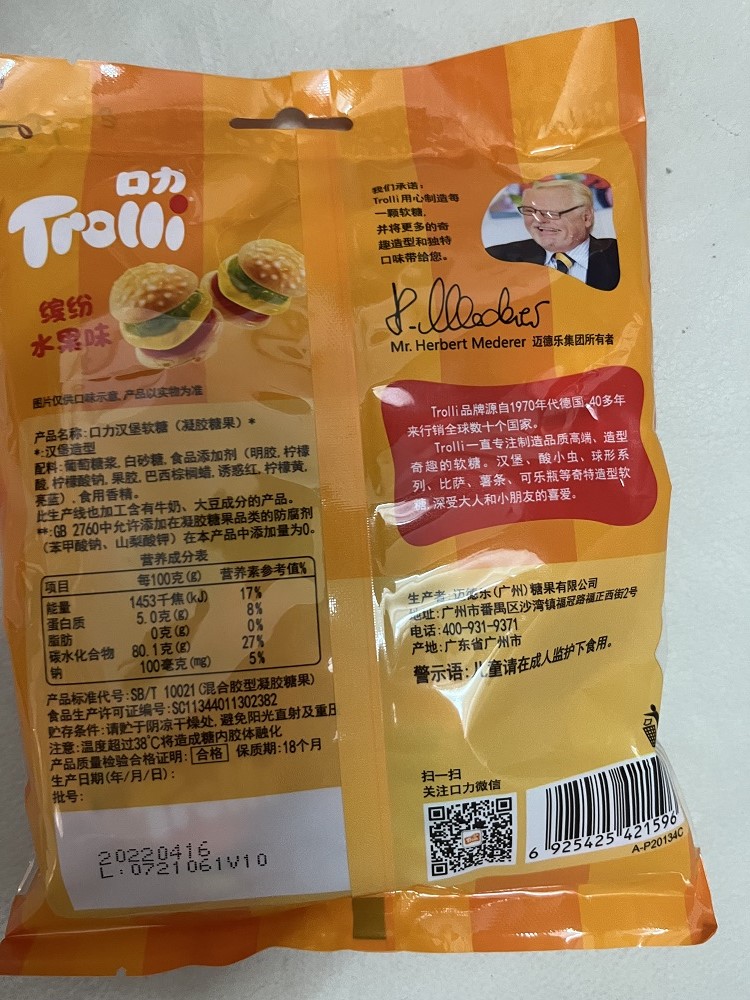 口力
Trolli
缤纷
水果味
图片仅供口味示意,产品以实物为准
产品名称:口力汉堡软糖(凝胶糖果)
*:汉堡造型
配料:葡萄糖浆,白砂糖,食品添加剂(明胶,柠檬
酸,柠檬酸钠,果胶,巴西棕榈蜡,诱惑红,柠檬黄,
亮蓝),食用香精。
此生产线也加工含有牛奶、大豆成分的产品。
**:GB 2760中允许添加在凝胶糖果品类的防腐剂
(苯甲酸钠、山梨酸钾)在本产品中添加量为0。
营养成分表
项目 每100克(g) 营养素参考值%
能量 1453千焦(kJ) 17%
蛋白质 5.0克(g) 8%
脂肪 0克(g) 0%
碳水化合物 80.1克(g) 27%
钠 100毫克(mg) 5%
产品标准代号:SB/T 10021(混合胶型凝胶糖果)
食品生产许可证编号:SC11344011302382
贮存条件:请贮于阴凉干燥处,避免阳光直射及重压
注意:温度超过38℃将造成糖内胶体融化
产品质量检验合格证明:合格 保质期:18个月
生产日期(年/月/日):
批号:
20220416
L:0721061V10
我们承诺,
Trolli用心制造每
一颗软糖,
并将更多的奇
趣造型和独特
口味带给您。
H. Mederer
Mr. Herbert Mederer 迈德乐集团所有者
Trolli品牌源自1970年代德国,40多年
来行销全球数十个国家。
Trolli一直专注制造品质高端、造型
奇趣的软糖。汉堡、酸小虫、球形系
列、比萨、薯条、可乐瓶等奇特造型软
糖,深受大人和小朋友的喜爱。
生产者:迈德乐(广州)糖果有限公司
地址:广州市番禺区沙湾镇福冠路福正西街2号
电话:400-931-9371
产地:广东省广州市
警示语:儿童请在成人监护下食用。
扫一扫
关注口力微信
6 925425 421596
A-P20134C